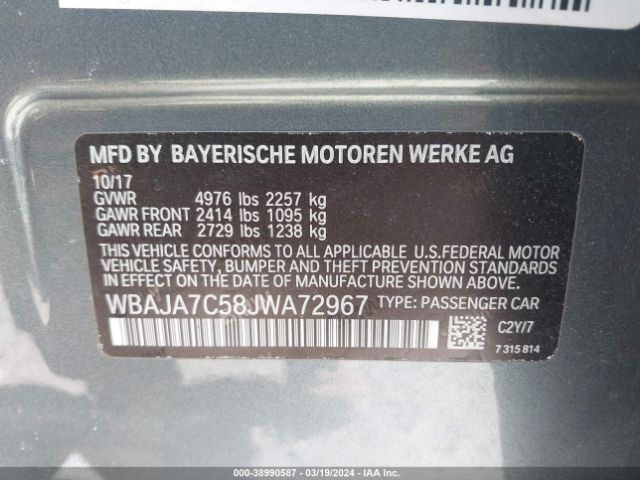 MFD BY BAYERISCHE MOTOREN WERKE AG
10/17
GVWR 4976 lbs 2257 kg
GAWR FRONT 2414 lbs 1095 kg
GAWR REAR 2729 lbs 1238 kg
THIS VEHICLE CONFORMS TO ALL APPLICABLE U.S.FEDERAL MOTOR
VEHICLE SAFETY, BUMPER AND THEFT PREVENTION STANDARDS
IN EFFECT ON THE DATE OF MANUFACTURE SHOWN ABOVE.
WBAJA7C58JWA72967 TYPE: PASSENGER CAR
C2Y/7
7 315 814
000-38990587 - 03/19/2024 - IAA Inc.